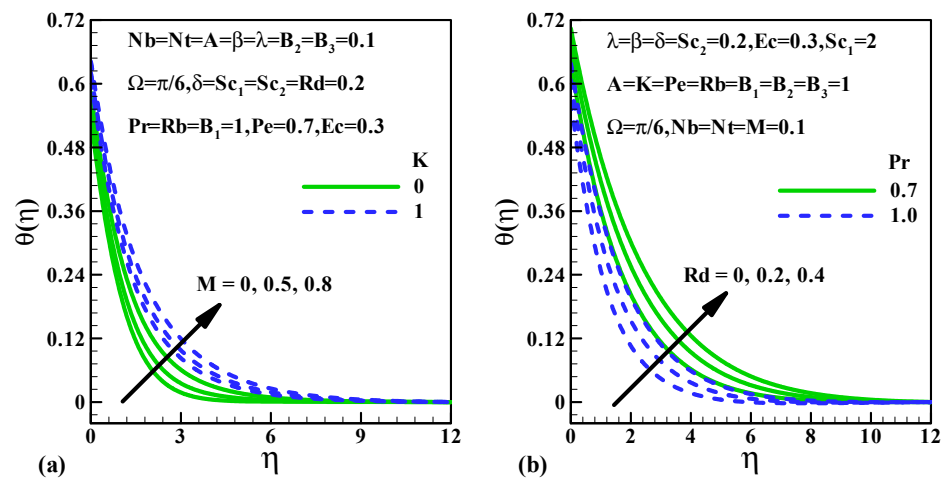 0.72
0.6
0.48
0.36
0.24
0.12
0
θ(η)
Nb=Nt=A=β=λ=B₂=B₃=0.1
Ω=π/6,δ=Sc₁=Sc₂=Rd=0.2
Pr=Rb=B₁=1,Pe=0.7,Ec=0.3
K
0
1
M = 0, 0.5, 0.8
0 3 6 9 12
(a) η
0.72
0.6
0.48
0.36
0.24
0.12
0
θ(η)
λ=β=δ=Sc₂=0.2,Ec=0.3,Sc₁=2
A=K=Pe=Rb=B₁=B₂=B₃=1
Ω=π/6,Nb=Nt=M=0.1
Pr
0.7
1.0
Rd = 0, 0.2, 0.4
0 2 4 6 8 10 12
(b) η